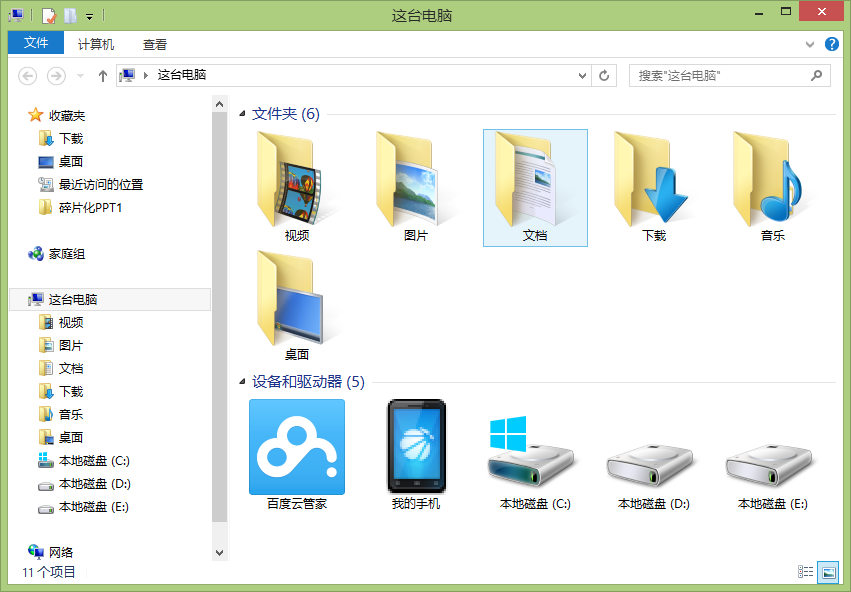 这台电脑
文件 计算机 查看
这台电脑
搜索"这台电脑"
收藏夹
下载
桌面
最近访问的位置
碎片化PPT1
家庭组
这台电脑
视频
图片
文档
下载
音乐
桌面
本地磁盘 (C:)
本地磁盘 (D:)
本地磁盘 (E:)
网络
文件夹 (6)
视频 图片 文档 下载 音乐
桌面
设备和驱动器 (5)
百度云管家 我的手机 本地磁盘 (C:) 本地磁盘 (D:) 本地磁盘 (E:)
11 个项目